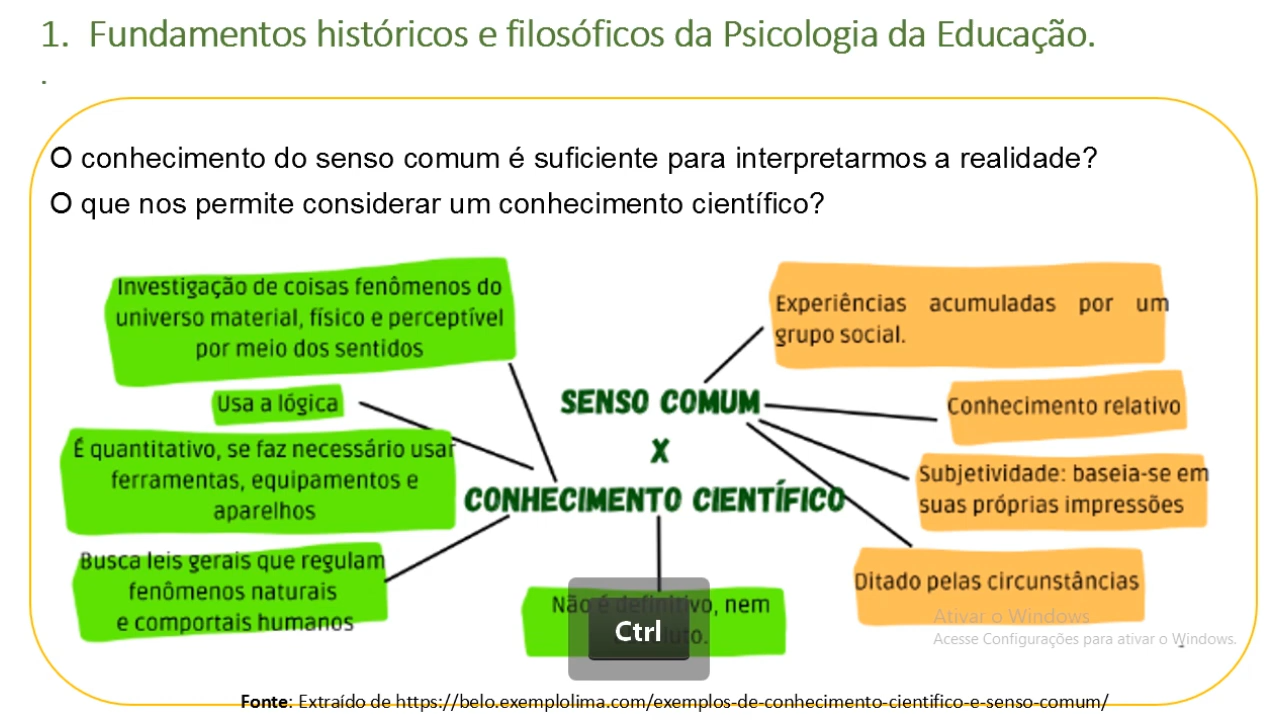 1. Fundamentos históricos e filosóficos da Psicologia da Educação.
.
O conhecimento do senso comum é suficiente para interpretarmos a realidade?
O que nos permite considerar um conhecimento científico?
Investigação de coisas fenômenos do
universo material, físico e perceptível
por meio dos sentidos
Usa a lógica
É quantitativo, se faz necessário usar
ferramentas, equipamentos e
aparelhos
Busca leis gerais que regulam
fenômenos naturais
e comportais humanos
SENSO COMUM
X
CONHECIMENTO CIENTÍFICO
Não é definitivo, nem
Ctrl
Experiências acumuladas por um
grupo social.
Conhecimento relativo
Subjetividade: baseia-se em
suas próprias impressões
Ditado pelas circunstâncias
Ativar o Windows
Acesse Configurações para ativar o Windows.
Fonte: Extraído de https://belo.exemplolima.com/exemplos-de-conhecimento-cientifico-e-senso-comum/